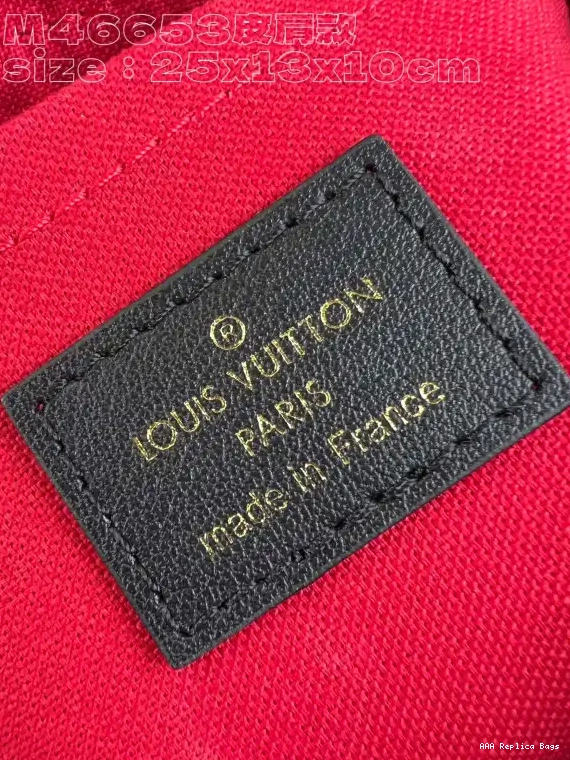 M46653皮肩款
size：25x13x10cm
®
LOUIS VUITTON
PARIS
made in France
AAA Replica Bags